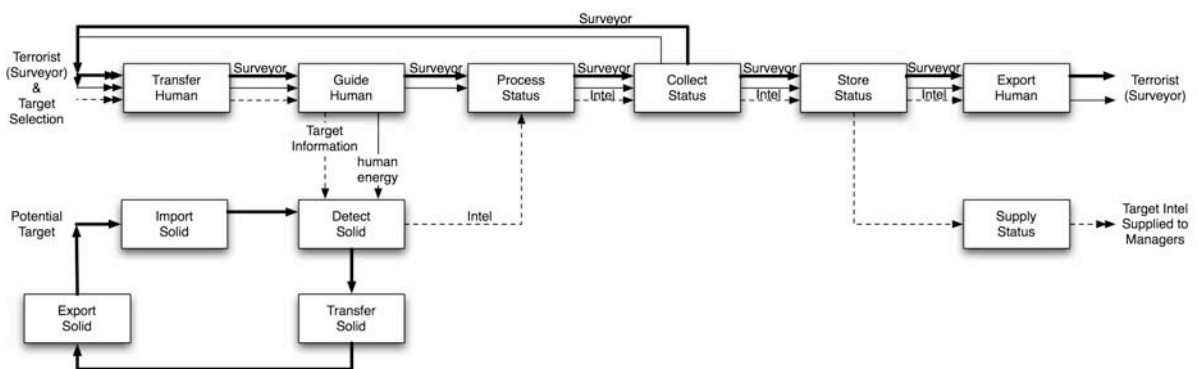 Surveyor
Terrorist
(Surveyor)
&
Target
Selection
Transfer
Human
Surveyor
Guide
Human
Surveyor
Process
Status
Surveyor
Intel
Collect
Status
Surveyor
Intel
Store
Status
Surveyor
Intel
Export
Human
Terrorist
(Surveyor)
Target
Information
human
energy
Potential
Target
Import
Solid
Detect
Solid
Intel
Supply
Status
Target Intel
Supplied to
Managers
Export
Solid
Transfer
Solid